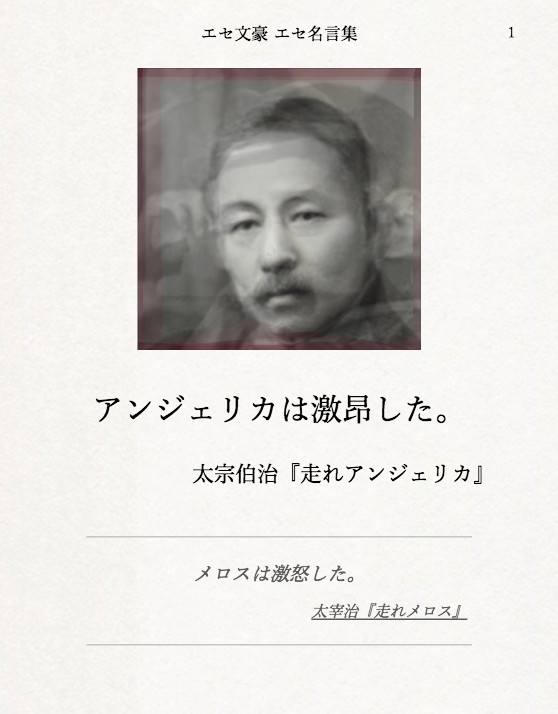 エセ文豪 エセ名言集
1
アンジェリカは激昂した。
太宗伯治『走れアンジェリカ』
メロスは激怒した。
太宰治『走れメロス』